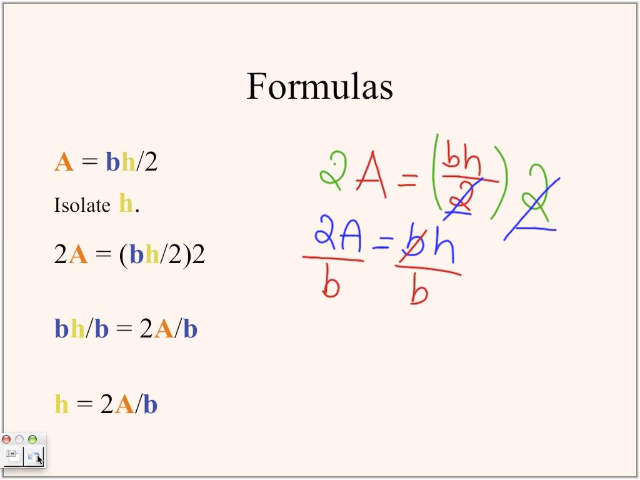 Formulas
A = bh/2
Isolate h.
2A = (bh/2)2
bh/b = 2A/b
h = 2A/b
2A = (bh/2)2
2A = bh
b b